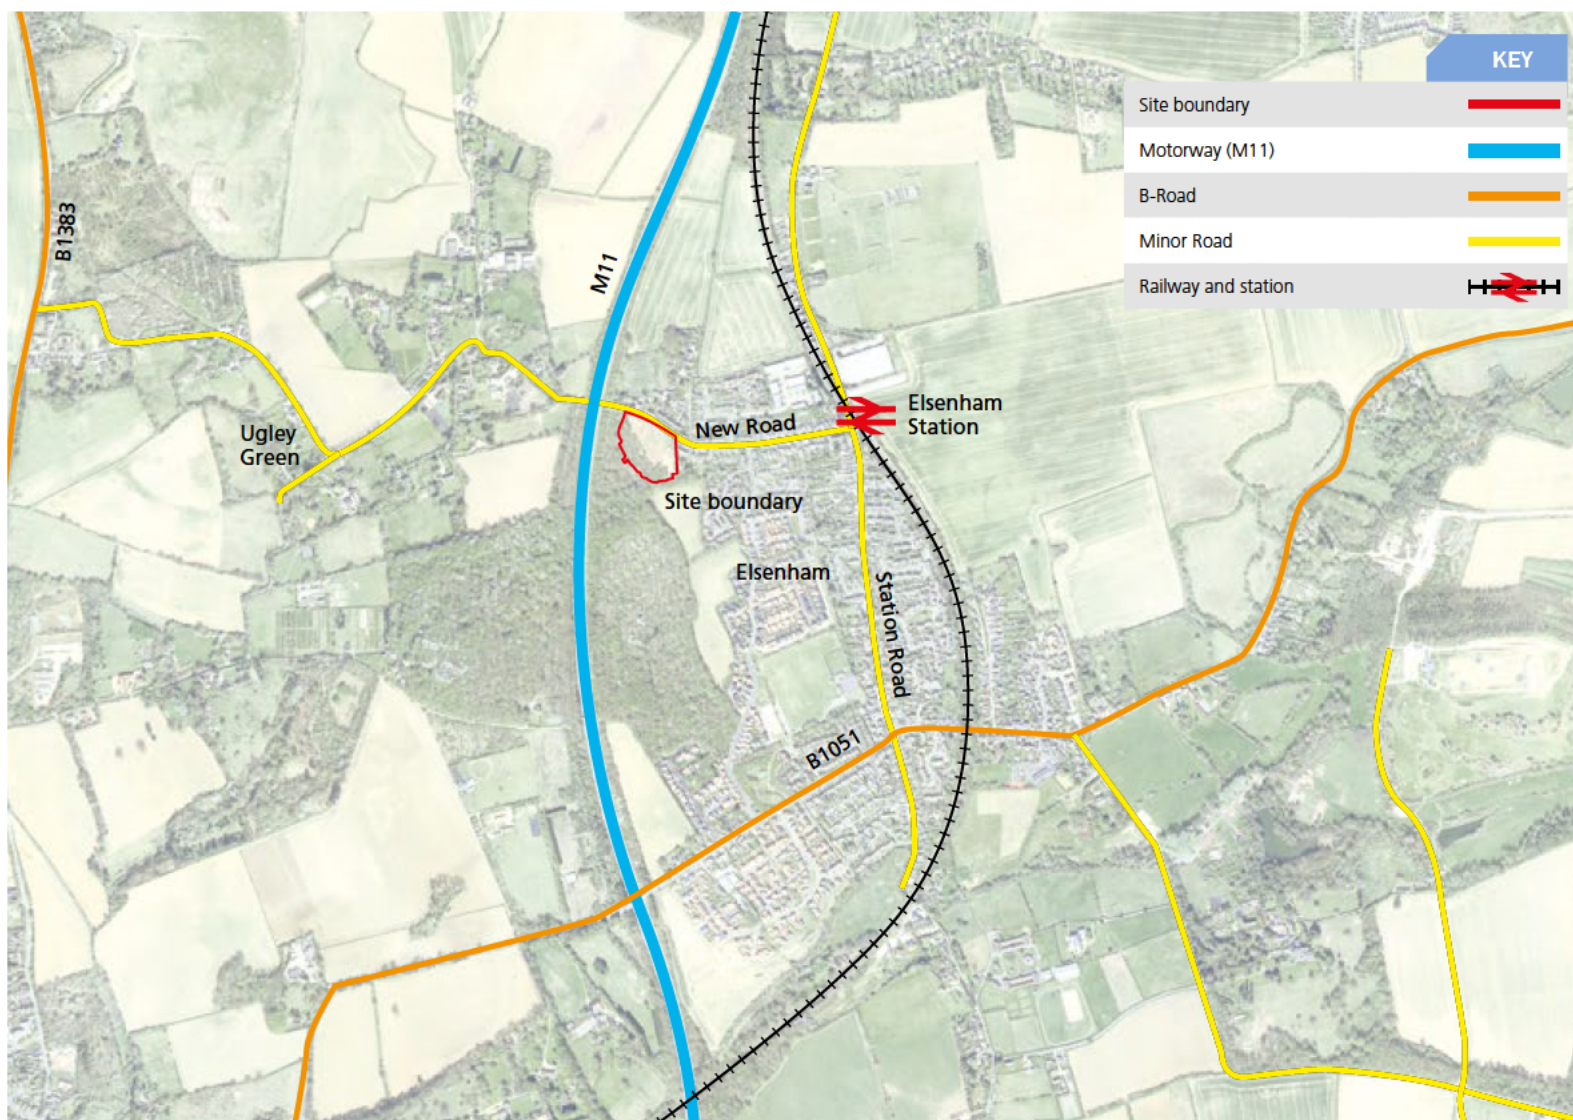 KEY
Site boundary
Motorway (M11)
B-Road
Minor Road
Railway and station
B1383
M11
Ugley
Green
New Road
Elsenham
Station
Site boundary
Elsenham
Station Road
B1051